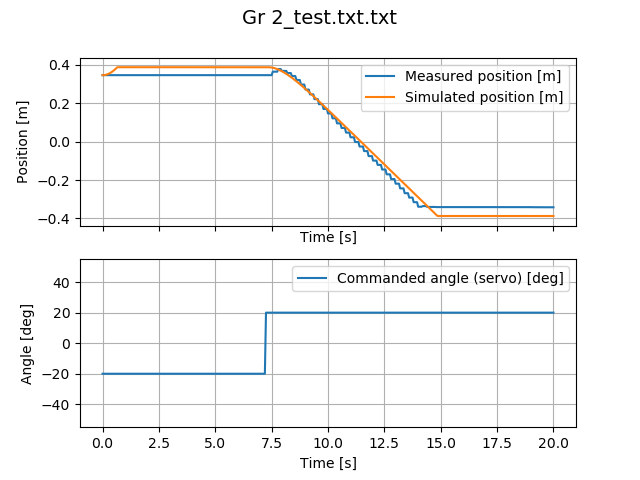 Gr 2_test.txt.txt
Position [m]
0.4
0.2
0.0
−0.2
−0.4
Measured position [m]
Simulated position [m]
Time [s]
Angle [deg]
40
20
0
−20
−40
Commanded angle (servo) [deg]
0.0 2.5 5.0 7.5 10.0 12.5 15.0 17.5 20.0
Time [s]